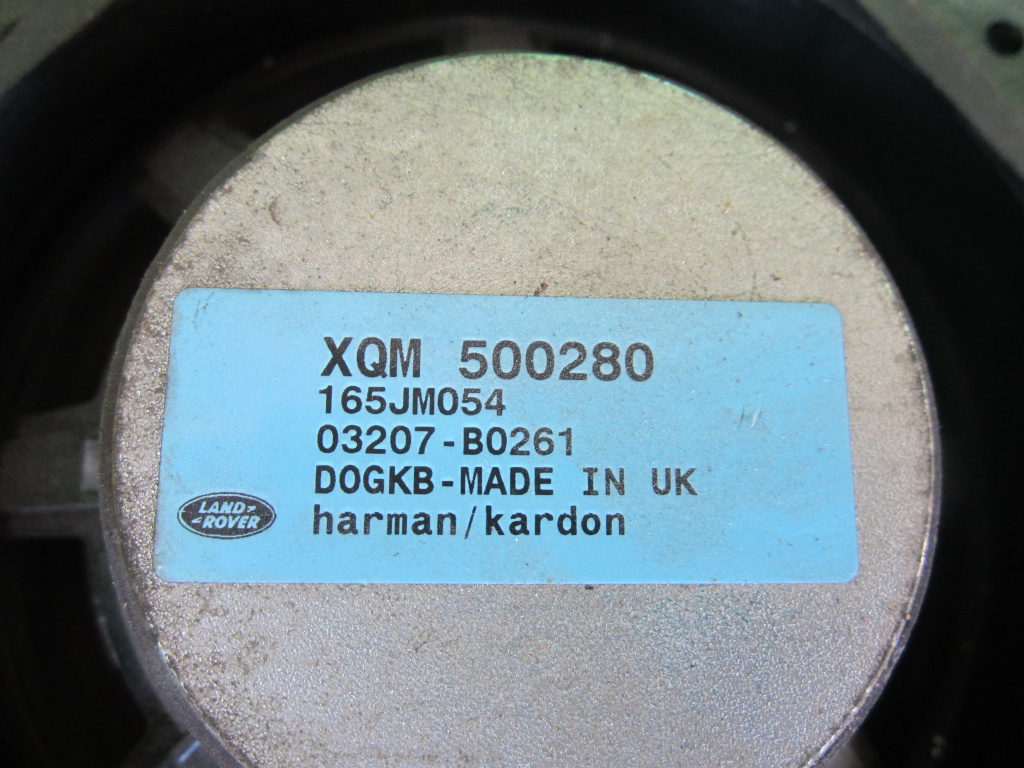 XQM 500280
165JM054
03207-B0261
DOGKB-MADE IN UK
LAND
ROVER
harman/kardon